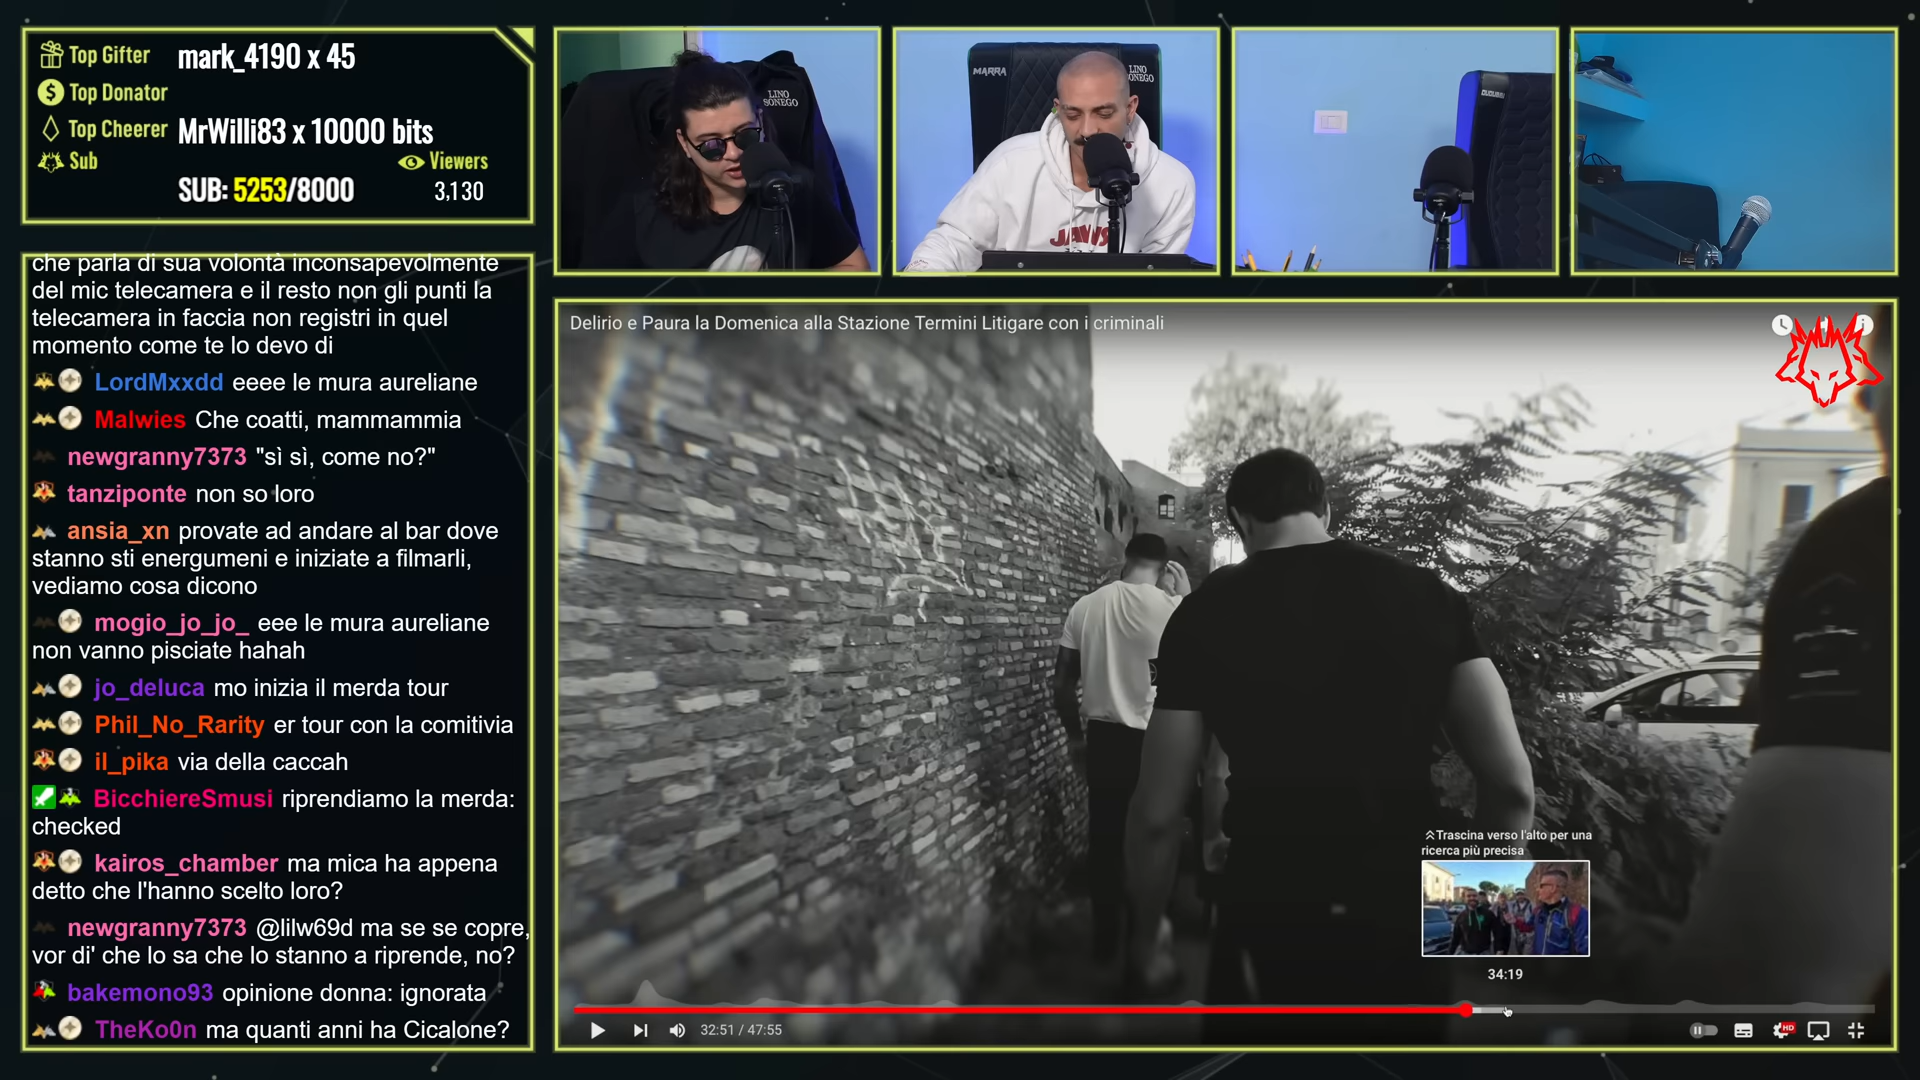 Top Gifter mark_4190 x 45
Top Donator
Top Cheerer MrWilli83 x 10000 bits
Sub Viewers
SUB: 5253/8000 3,130
LINO SONEGO
MARRA
LINO SONEGO
JAWS
che parla di sua volontà inconsapevolmente
del mic telecamera e il resto non gli punti la
telecamera in faccia non registri in quel
momento come te lo devo di
LordMxxdd eeee le mura aureliane
Malwies Che coatti, mammammia
newgranny7373 "sì sì, come no?"
tanziponte non so loro
ansia_xn provate ad andare al bar dove
stanno sti energumeni e iniziate a filmarli,
vediamo cosa dicono
mogio_jo_jo_ eee le mura aureliane
non vanno pisciate hahah
jo_deluca mo inizia il merda tour
Phil_No_Rarity er tour con la comitivia
il_pika via della caccah
BicchiereSmusi riprendiamo la merda:
checked
kairos_chamber ma mica ha appena
detto che l'hanno scelto loro?
newgranny7373 @lilw69d ma se se copre,
vor di' che lo sa che lo stanno a riprende, no?
bakemono93 opinione donna: ignorata
TheKo0n ma quanti anni ha Cicalone?
Delirio e Paura la Domenica alla Stazione Termini Litigare con i criminali
Trascina verso l'alto per una
ricerca più precisa
34:19
32:51 / 47:55
HD